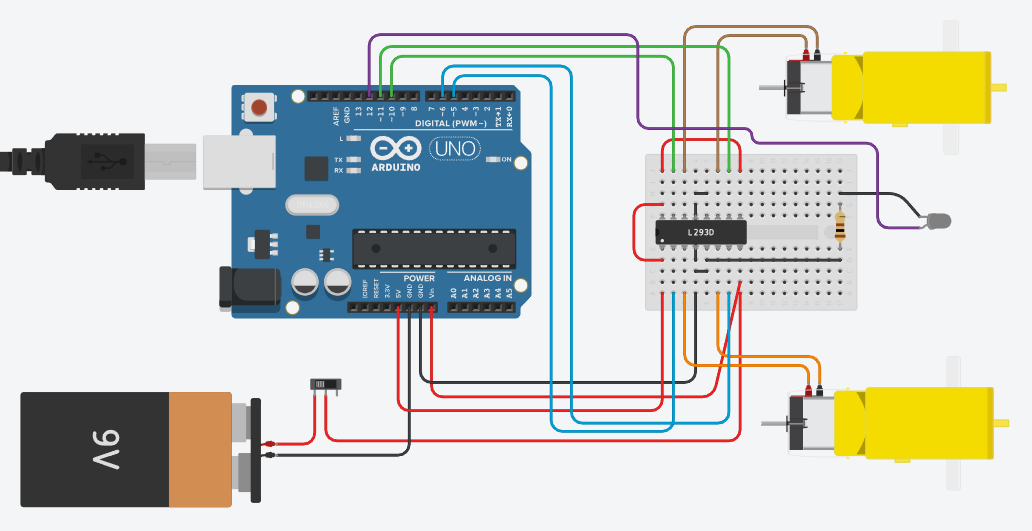 AREF
GND
13
12
~11
~10
~9
8
7
~6
~5
4
~3
2
TX→1
RX←0
DIGITAL (PWM~)
L
TX
RX
ARDUINO
UNO
ON
L293D
POWER
ANALOG IN
IOREF
RESET
3.3V
5V
GND
GND
Vin
A0
A1
A2
A3
A4
A5
9V